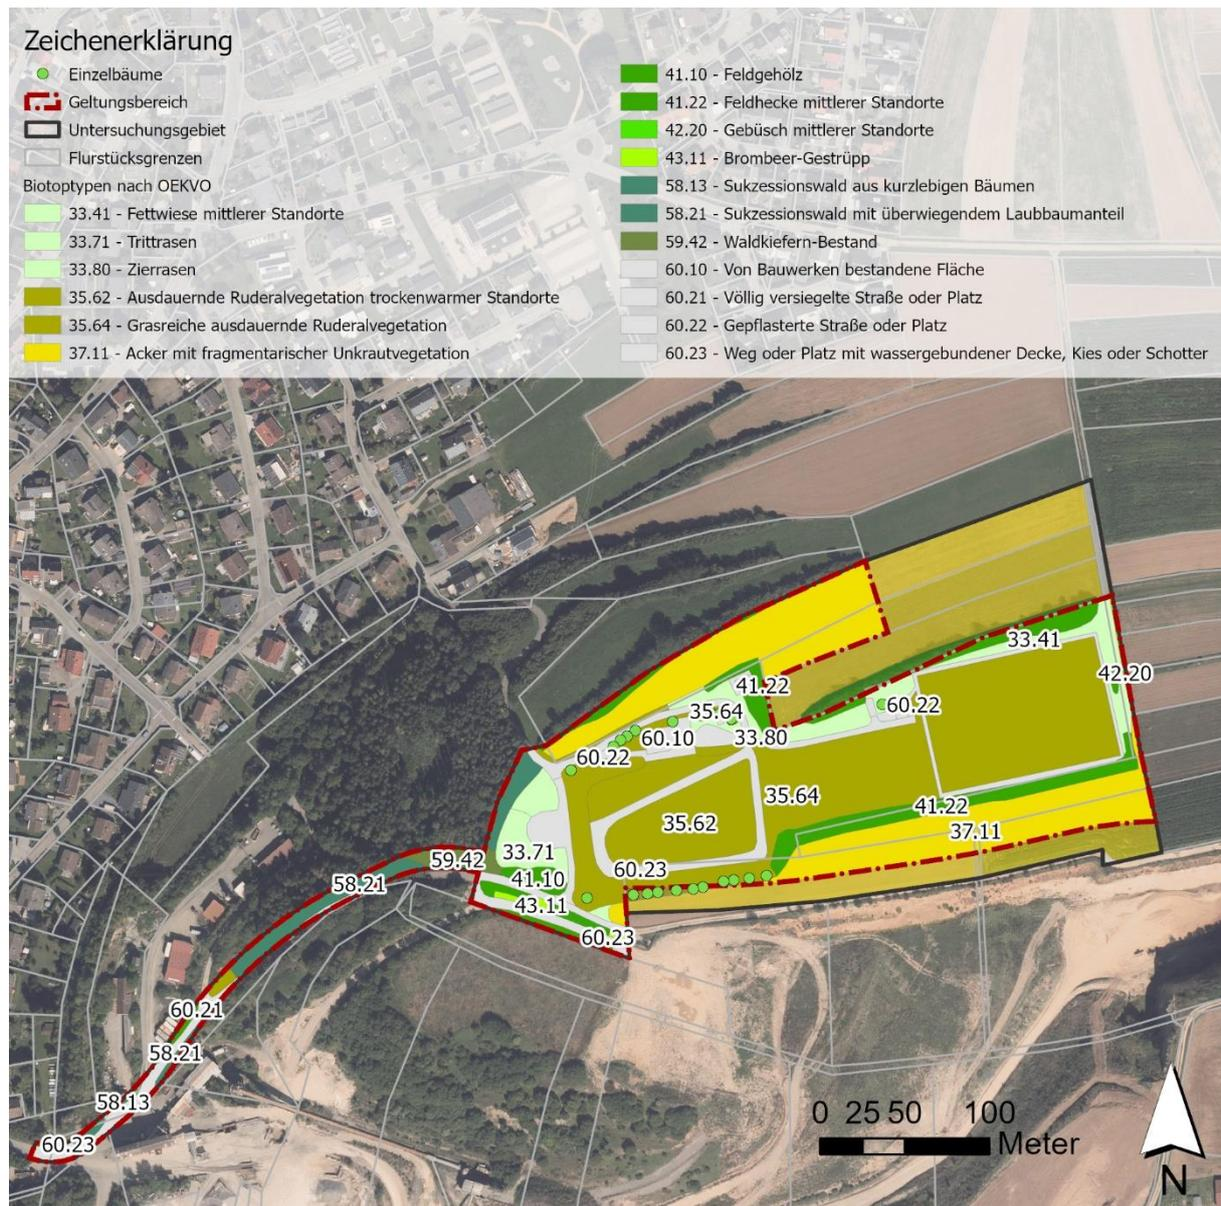 Zeichenerklärung
Einzelbäume
Geltungsbereich
Untersuchungsgebiet
Flurstücksgrenzen
Biotoptypen nach OEKVO
33.41 - Fettwiese mittlerer Standorte
33.71 - Trittrasen
33.80 - Zierrasen
35.62 - Ausdauernde Ruderalvegetation trockenwarmer Standorte
35.64 - Grasreiche ausdauernde Ruderalvegetation
37.11 - Acker mit fragmentarischer Unkrautvegetation
41.10 - Feldgehölz
41.22 - Feldhecke mittlerer Standorte
42.20 - Gebüsch mittlerer Standorte
43.11 - Brombeer-Gestrüpp
58.13 - Sukzessionswald aus kurzlebigen Bäumen
58.21 - Sukzessionswald mit überwiegendem Laubbaumanteil
59.42 - Waldkiefern-Bestand
60.10 - Von Bauwerken bestandene Fläche
60.21 - Völlig versiegelte Straße oder Platz
60.22 - Gepflasterte Straße oder Platz
60.23 - Weg oder Platz mit wassergebundener Decke, Kies oder Schotter
33.41
42.20
41.22
35.64
60.22
60.10
33.80
60.22
35.64
41.22
35.62
37.11
33.71
59.42
60.23
41.10
58.21
43.11
60.23
60.21
58.21
58.13
60.23
0 25 50 100
Meter
N